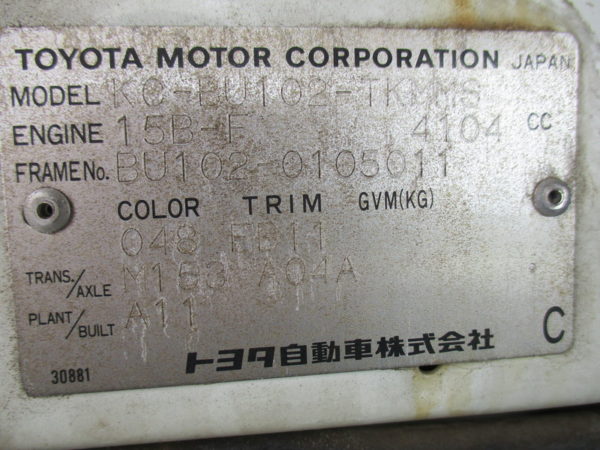 TOYOTA MOTOR CORPORATION JAPAN
MODEL KC-BU102-TKMMS
ENGINE 15B-F 4104 CC
FRAME No. BU102-0105011
COLOR TRIM GVM(KG)
048 FB11
TRANS./AXLE M163 A04A
PLANT/BUILT A11
C
トヨタ自動車株式会社
30881